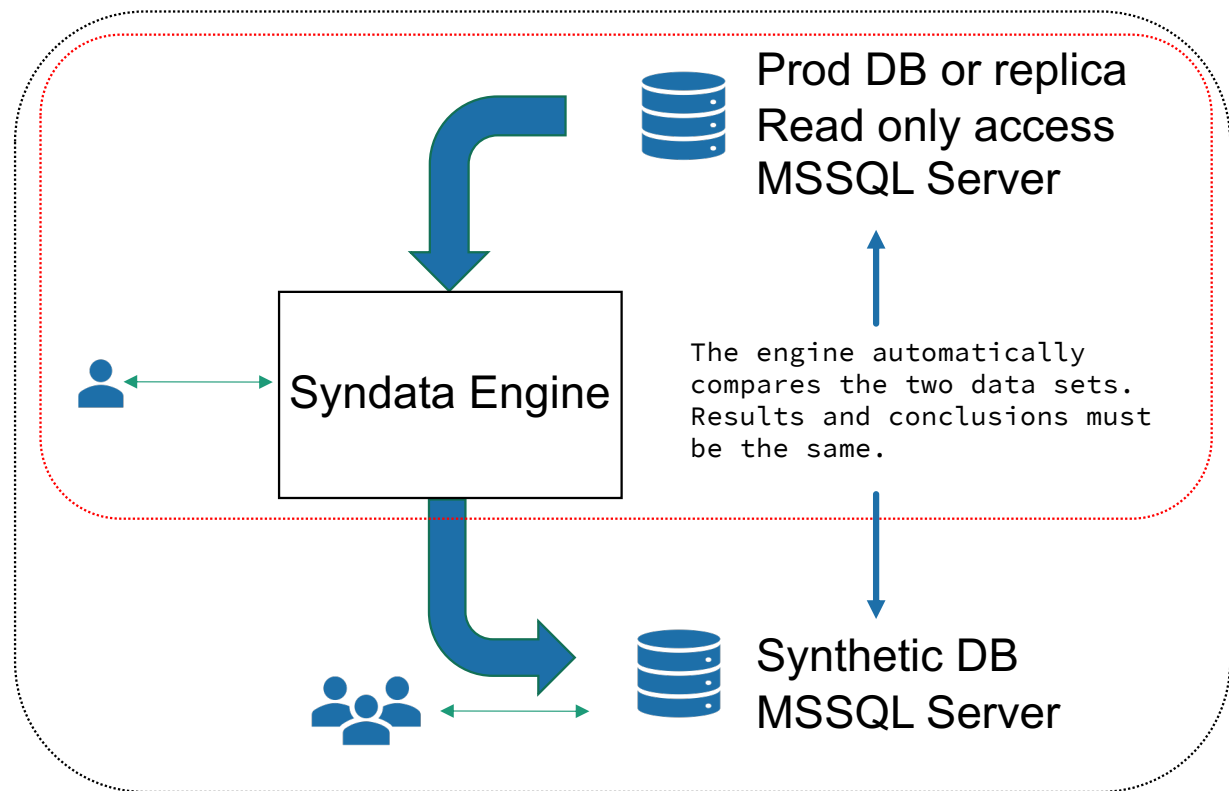 Prod DB or replica
Read only access
MSSQL Server
Syndata Engine
The engine automatically
compares the two data sets.
Results and conclusions must
be the same.
Synthetic DB
MSSQL Server